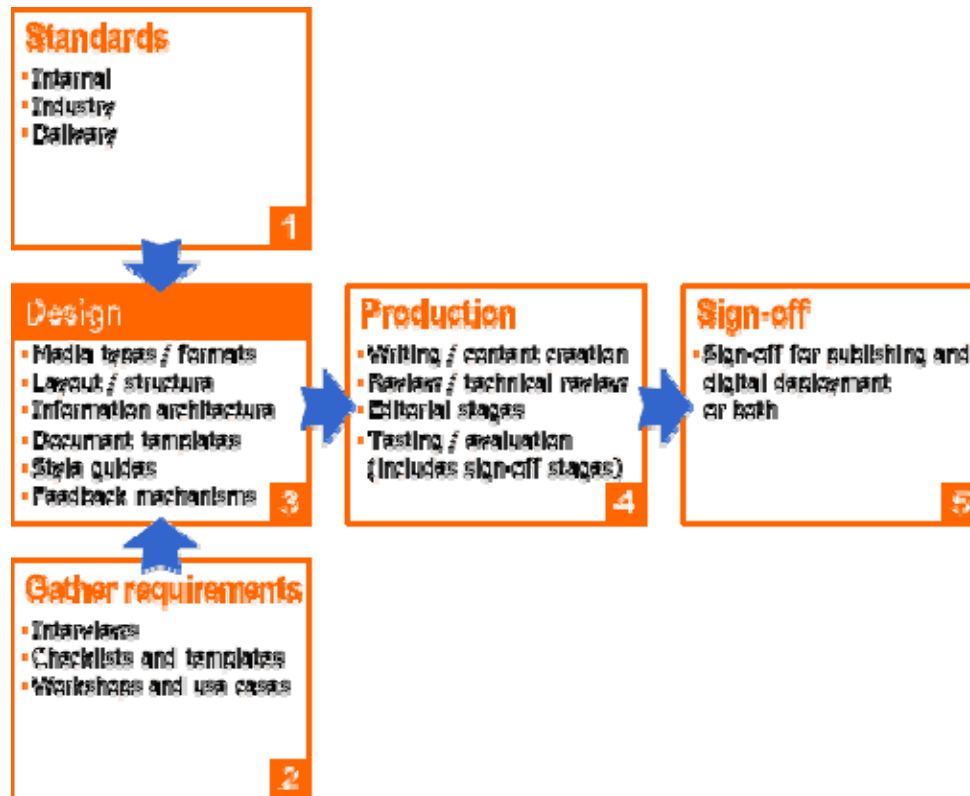 Standards
▪ Internal
▪ Industry
▪ Delivery
1
Design
▪ Media types / formats
▪ Layout / structure
▪ Information architecture
▪ Document templates
▪ Style guides
▪ Feedback mechanisms
3
Production
▪ Writing / content creation
▪ Review / technical review
▪ Editorial stages
▪ Testing / evaluation
(includes sign-off stages)
4
Sign-off
▪ Sign-off for publishing and
digital deployment
or both
5
Gather requirements
▪ Interviews
▪ Checklists and templates
▪ Workshops and use cases
2